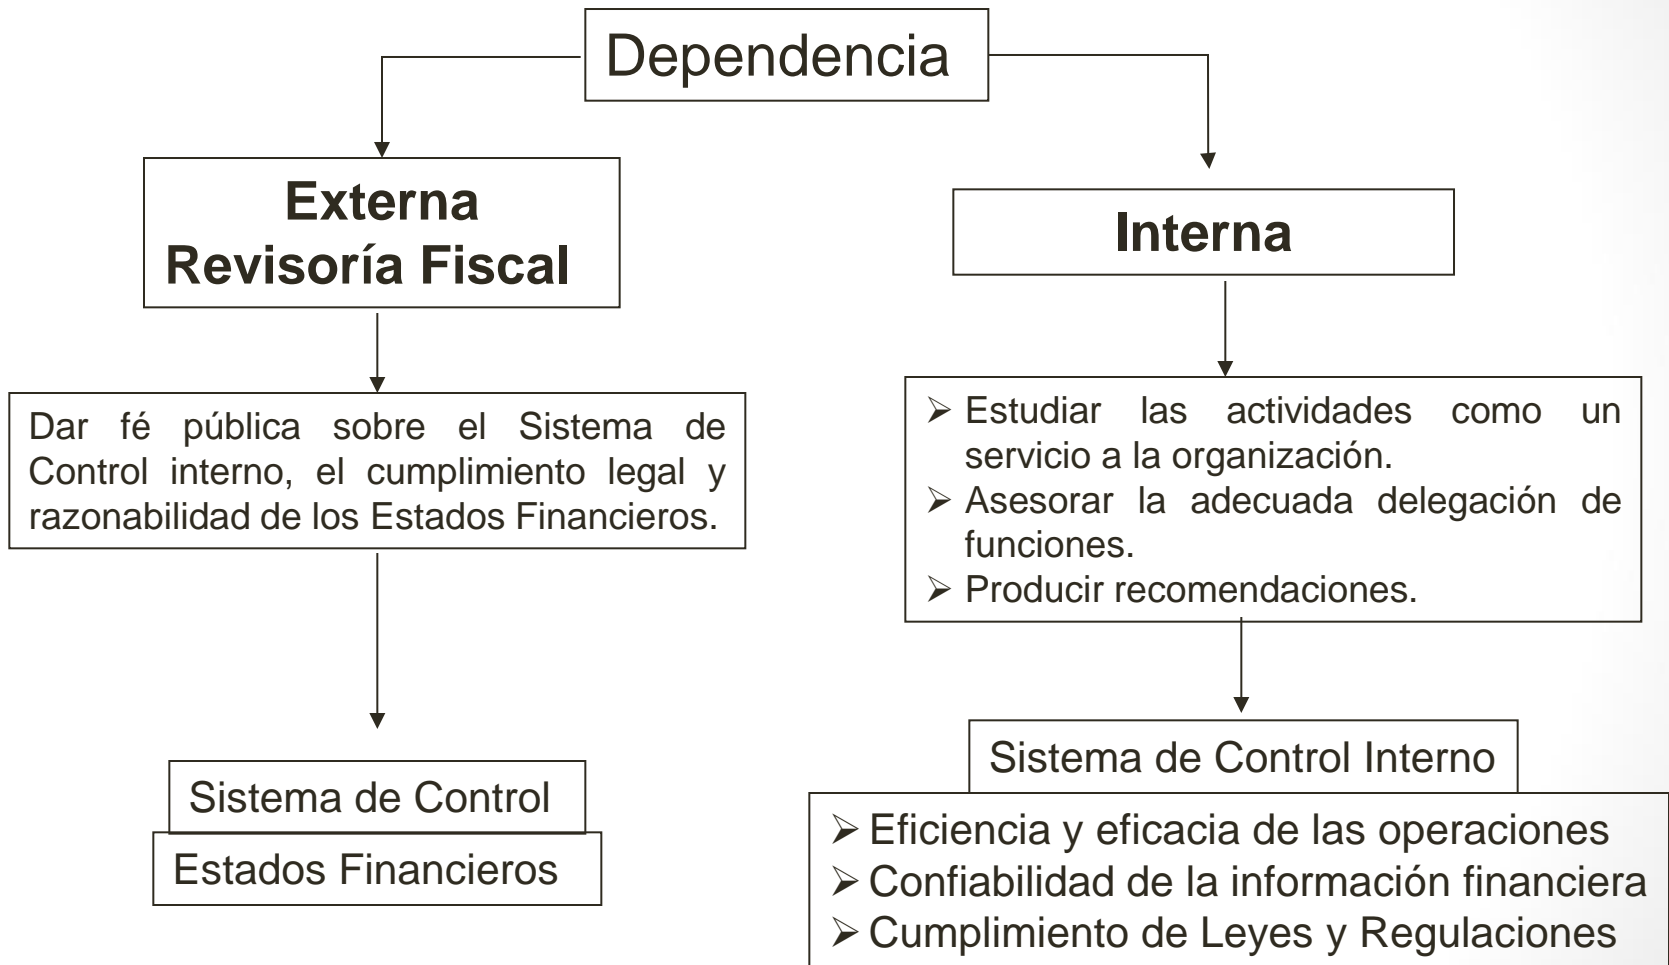 Dependencia
Externa
Revisoría Fiscal
Dar fé pública sobre el Sistema de
Control interno, el cumplimiento legal y
razonabilidad de los Estados Financieros.
Sistema de Control
Estados Financieros
Interna
➢ Estudiar las actividades como un
servicio a la organización.
➢ Asesorar la adecuada delegación de
funciones.
➢ Producir recomendaciones.
Sistema de Control Interno
➢ Eficiencia y eficacia de las operaciones
➢ Confiabilidad de la información financiera
➢ Cumplimiento de Leyes y Regulaciones